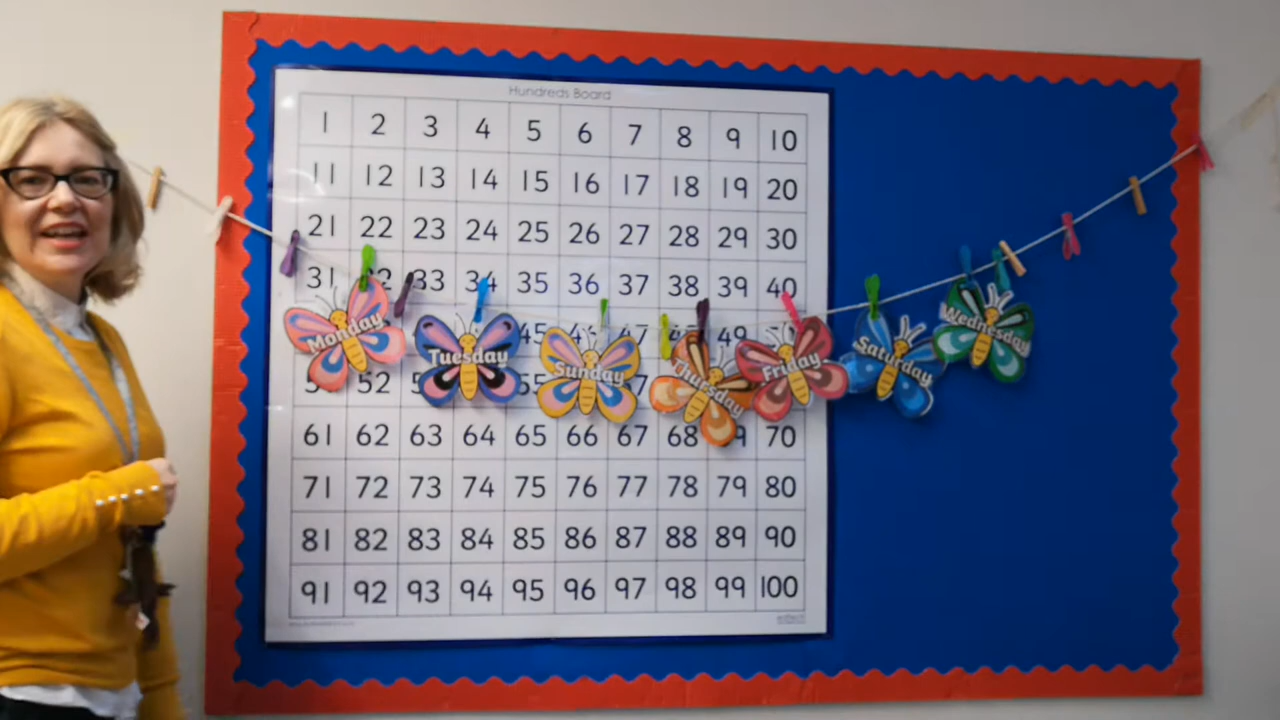 Hundreds Board
1 2 3 4 5 6 7 8 9 10
11 12 13 14 15 16 17 18 19 20
21 22 23 24 25 26 27 28 29 30
31 33 34 35 36 37 38 39 40
45 47 49
Monday Tuesday Sunday Thursday Friday Saturday Wednesday
52 55
61 62 63 64 65 66 67 68 70
71 72 73 74 75 76 77 78 79 80
81 82 83 84 85 86 87 88 89 90
91 92 93 94 95 96 97 98 99 100